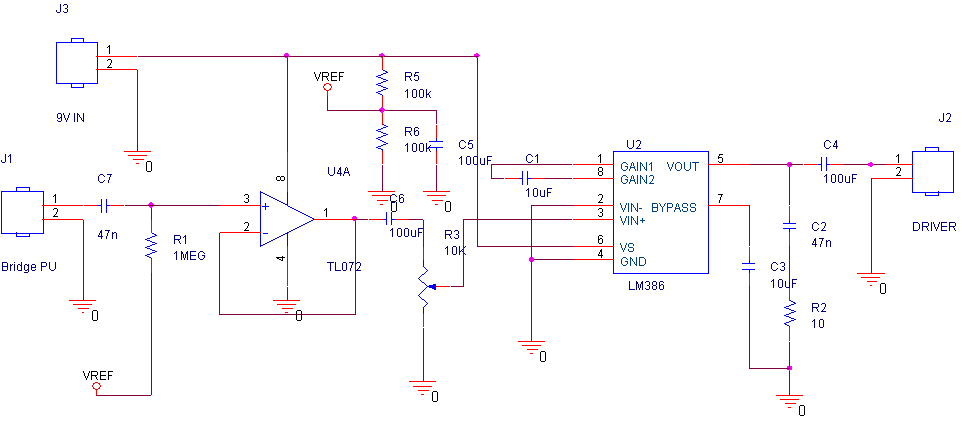 J3
1
2
9V IN
VREF
R5
100k
R6
100k
C5
100uF
0
0
0
J1
1
2
Bridge PU
C7
47n
0
R1
1MEG
VREF
U4A
8
3
+
2
-
1
4
TL072
0
C6
100uF
R3
10K
0
C1
10uF
U2
1
GAIN1
8
GAIN2
2
VIN-
3
VIN+
6
VS
4
GND
VOUT
5
BYPASS
7
LM386
0
C3
10uF
C2
47n
R2
10
0
C4
100uF
J2
1
2
DRIVER
0